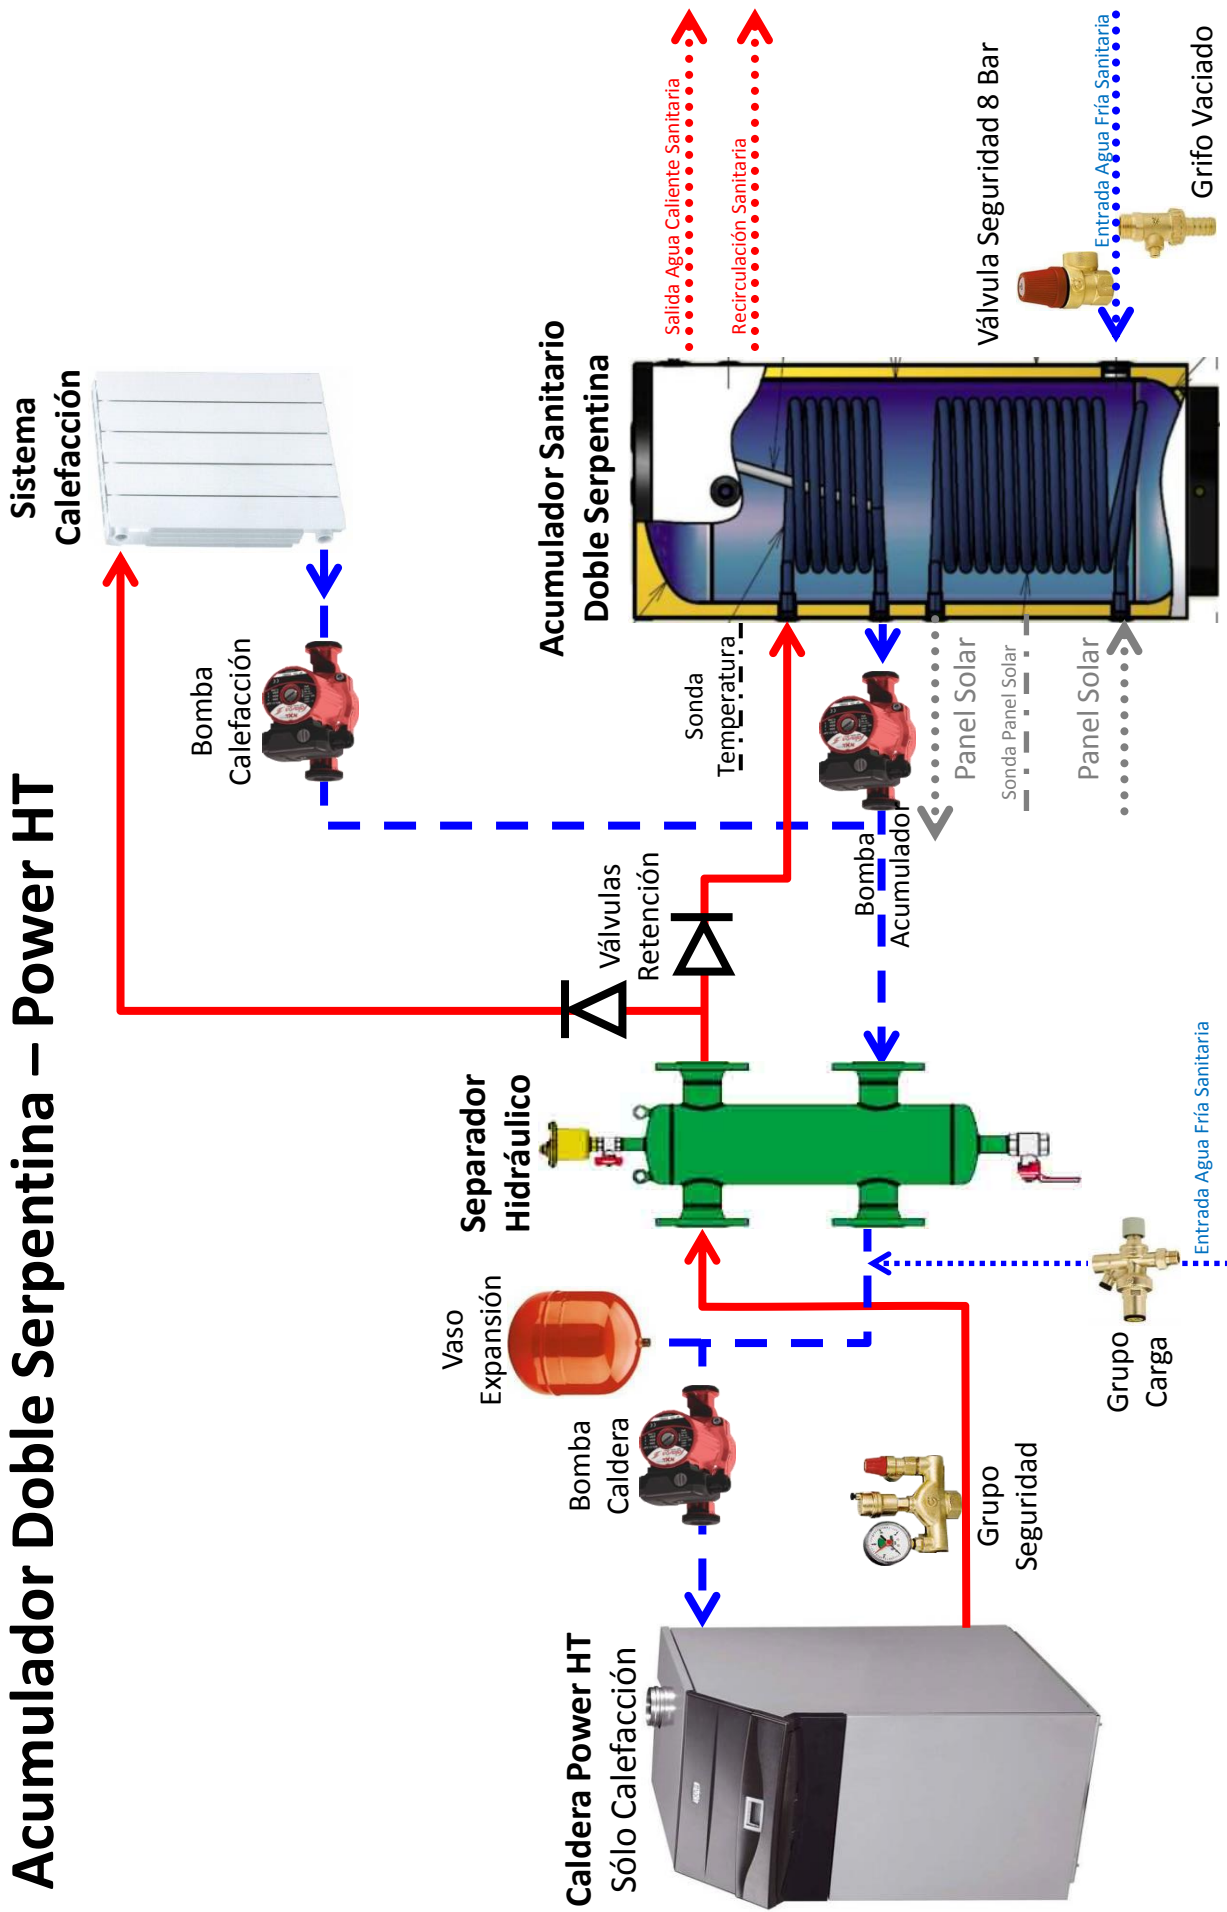 Acumulador Doble Serpentina – Power HT
Sistema
Calefacción
Bomba
Calefacción
Acumulador Sanitario
Doble Serpentina
Salida Agua Caliente Sanitaria
Recirculación Sanitaria
Válvula Seguridad 8 Bar
Entrada Agua Fría Sanitaria
Grifo Vaciado
Sonda
Temperatura
Bomba
Acumulador
Panel Solar
Sonda Panel Solar
Panel Solar
Válvulas
Retención
Separador
Hidráulico
Vaso
Expansión
Bomba
Caldera
Caldera Power HT
Sólo Calefacción
Grupo
Seguridad
Grupo
Carga
Entrada Agua Fría Sanitaria